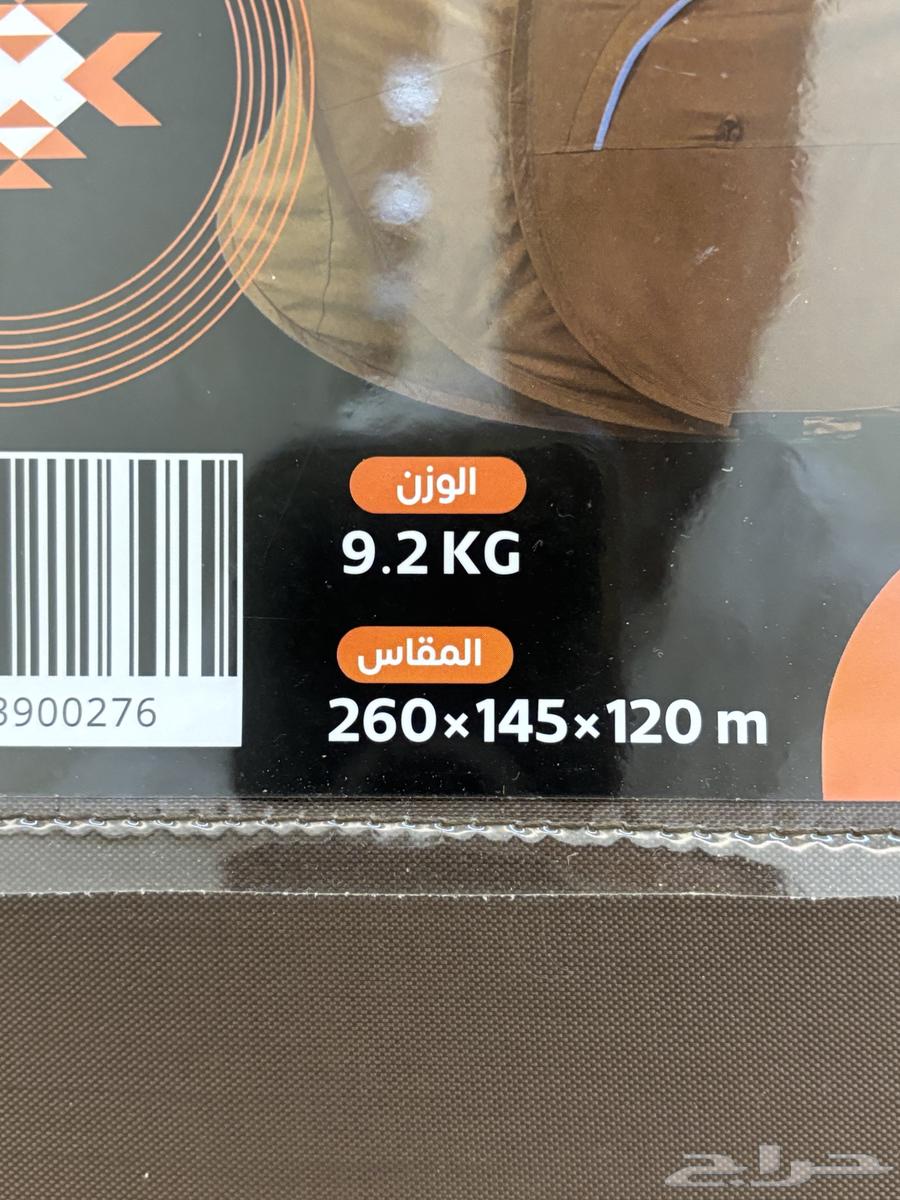 الوزن
9.2 KG
المقاس
260×145×120 m
3900276
حراج